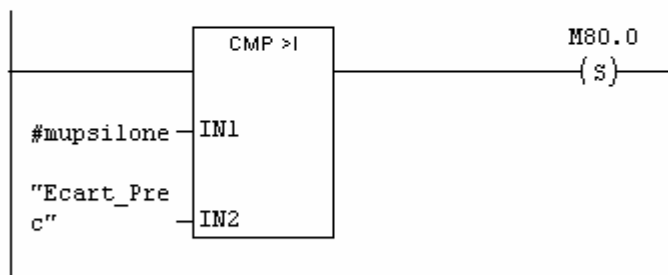 CMP >I
M80.0
(S)
#mupsilone
IN1
"Ecart_Pre
c"
IN2